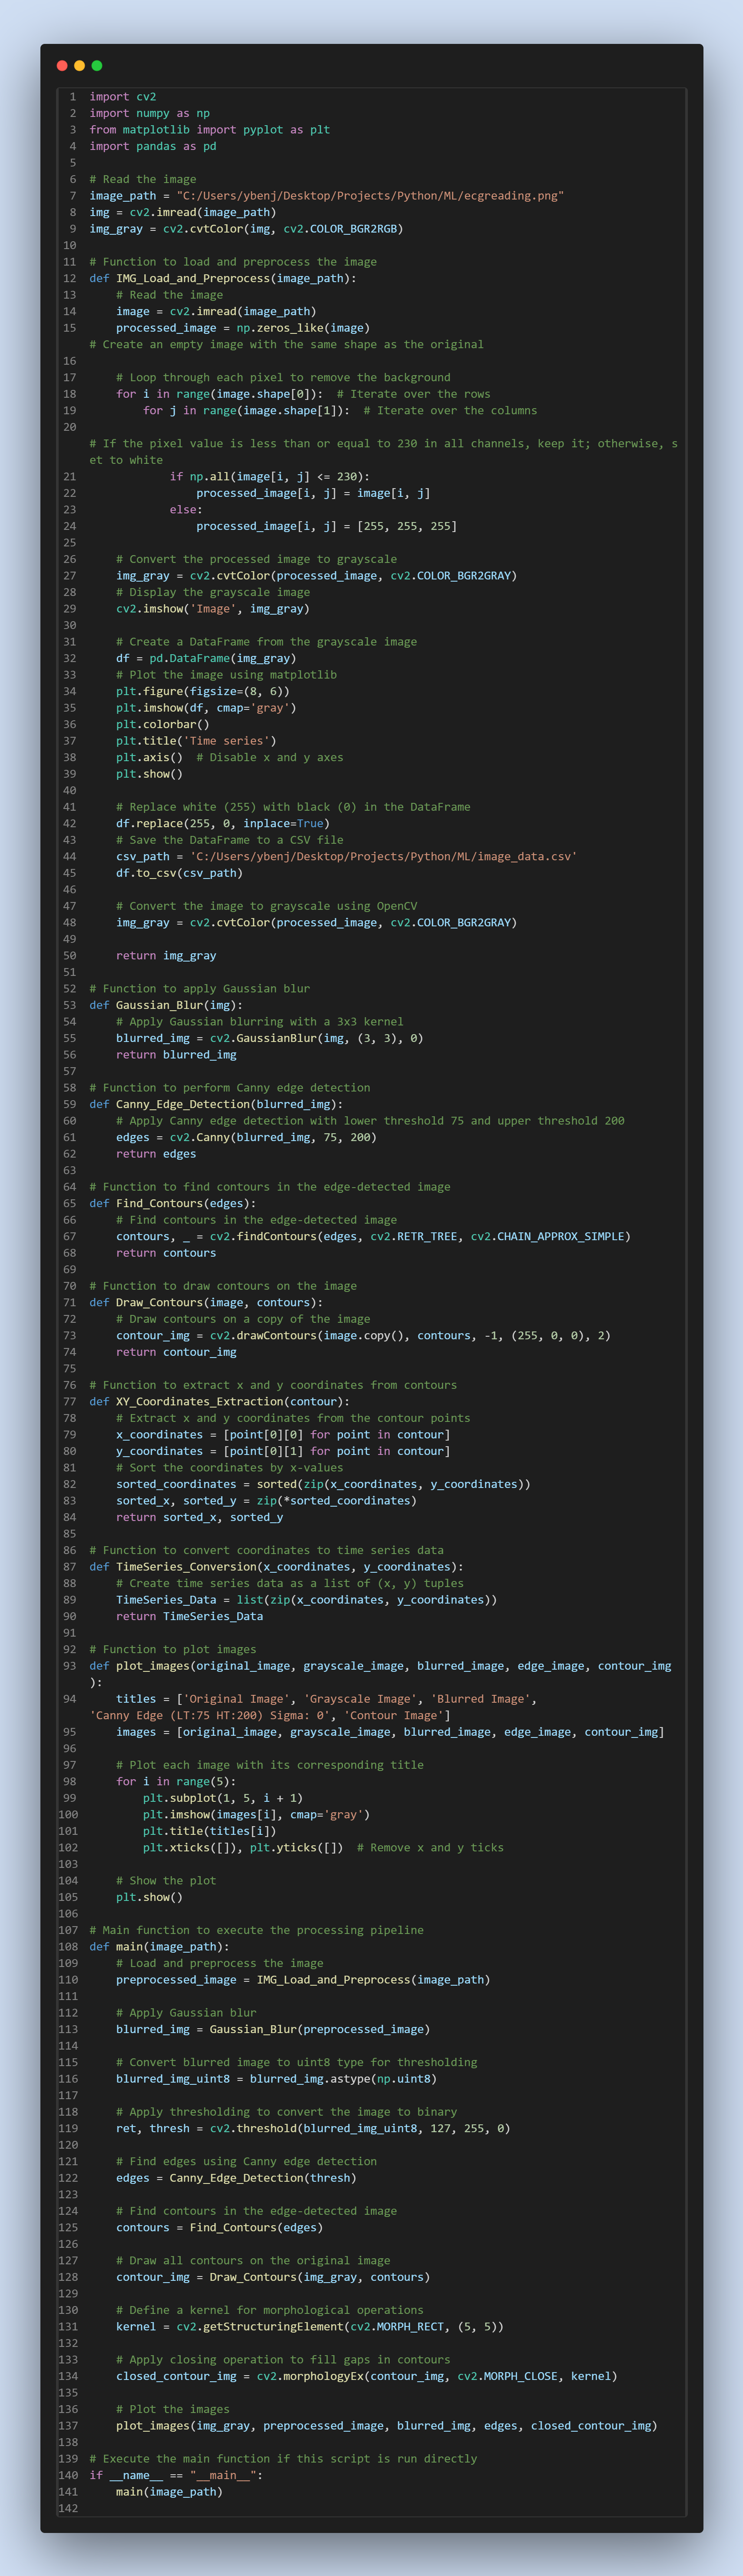 1 import cv2
2 import numpy as np
3 from matplotlib import pyplot as plt
4 import pandas as pd
5
6 # Read the image
7 image_path = "C:/Users/ybenj/Desktop/Projects/Python/ML/ecgreading.png"
8 img = cv2.imread(image_path)
9 img_gray = cv2.cvtColor(img, cv2.COLOR_BGR2RGB)
10
11 # Function to load and preprocess the image
12 def IMG_Load_and_Preprocess(image_path):
13     # Read the image
14     image = cv2.imread(image_path)
15     processed_image = np.zeros_like(image)
# Create an empty image with the same shape as the original
16
17     # Loop through each pixel to remove the background
18     for i in range(image.shape[0]):  # Iterate over the rows
19         for j in range(image.shape[1]):  # Iterate over the columns
20
# If the pixel value is less than or equal to 230 in all channels, keep it; otherwise, s
et to white
21             if np.all(image[i, j] <= 230):
22                 processed_image[i, j] = image[i, j]
23             else:
24                 processed_image[i, j] = [255, 255, 255]
25
26     # Convert the processed image to grayscale
27     img_gray = cv2.cvtColor(processed_image, cv2.COLOR_BGR2GRAY)
28     # Display the grayscale image
29     cv2.imshow('Image', img_gray)
30
31     # Create a DataFrame from the grayscale image
32     df = pd.DataFrame(img_gray)
33     # Plot the image using matplotlib
34     plt.figure(figsize=(8, 6))
35     plt.imshow(df, cmap='gray')
36     plt.colorbar()
37     plt.title('Time series')
38     plt.axis()  # Disable x and y axes
39     plt.show()
40
41     # Replace white (255) with black (0) in the DataFrame
42     df.replace(255, 0, inplace=True)
43     # Save the DataFrame to a CSV file
44     csv_path = 'C:/Users/ybenj/Desktop/Projects/Python/ML/image_data.csv'
45     df.to_csv(csv_path)
46
47     # Convert the image to grayscale using OpenCV
48     img_gray = cv2.cvtColor(processed_image, cv2.COLOR_BGR2GRAY)
49
50     return img_gray
51
52 # Function to apply Gaussian blur
53 def Gaussian_Blur(img):
54     # Apply Gaussian blurring with a 3x3 kernel
55     blurred_img = cv2.GaussianBlur(img, (3, 3), 0)
56     return blurred_img
57
58 # Function to perform Canny edge detection
59 def Canny_Edge_Detection(blurred_img):
60     # Apply Canny edge detection with lower threshold 75 and upper threshold 200
61     edges = cv2.Canny(blurred_img, 75, 200)
62     return edges
63
64 # Function to find contours in the edge-detected image
65 def Find_Contours(edges):
66     # Find contours in the edge-detected image
67     contours, _ = cv2.findContours(edges, cv2.RETR_TREE, cv2.CHAIN_APPROX_SIMPLE)
68     return contours
69
70 # Function to draw contours on the image
71 def Draw_Contours(image, contours):
72     # Draw contours on a copy of the image
73     contour_img = cv2.drawContours(image.copy(), contours, -1, (255, 0, 0), 2)
74     return contour_img
75
76 # Function to extract x and y coordinates from contours
77 def XY_Coordinates_Extraction(contour):
78     # Extract x and y coordinates from the contour points
79     x_coordinates = [point[0][0] for point in contour]
80     y_coordinates = [point[0][1] for point in contour]
81     # Sort the coordinates by x-values
82     sorted_coordinates = sorted(zip(x_coordinates, y_coordinates))
83     sorted_x, sorted_y = zip(*sorted_coordinates)
84     return sorted_x, sorted_y
85
86 # Function to convert coordinates to time series data
87 def TimeSeries_Conversion(x_coordinates, y_coordinates):
88     # Create time series data as a list of (x, y) tuples
89     TimeSeries_Data = list(zip(x_coordinates, y_coordinates))
90     return TimeSeries_Data
91
92 # Function to plot images
93 def plot_images(original_image, grayscale_image, blurred_image, edge_image, contour_img
):
94     titles = ['Original Image', 'Grayscale Image', 'Blurred Image',
'Canny Edge (LT:75 HT:200) Sigma: 0', 'Contour Image']
95     images = [original_image, grayscale_image, blurred_image, edge_image, contour_img]
96
97     # Plot each image with its corresponding title
98     for i in range(5):
99         plt.subplot(1, 5, i + 1)
100         plt.imshow(images[i], cmap='gray')
101         plt.title(titles[i])
102         plt.xticks([]), plt.yticks([])  # Remove x and y ticks
103
104     # Show the plot
105     plt.show()
106
107 # Main function to execute the processing pipeline
108 def main(image_path):
109     # Load and preprocess the image
110     preprocessed_image = IMG_Load_and_Preprocess(image_path)
111
112     # Apply Gaussian blur
113     blurred_img = Gaussian_Blur(preprocessed_image)
114
115     # Convert blurred image to uint8 type for thresholding
116     blurred_img_uint8 = blurred_img.astype(np.uint8)
117
118     # Apply thresholding to convert the image to binary
119     ret, thresh = cv2.threshold(blurred_img_uint8, 127, 255, 0)
120
121     # Find edges using Canny edge detection
122     edges = Canny_Edge_Detection(thresh)
123
124     # Find contours in the edge-detected image
125     contours = Find_Contours(edges)
126
127     # Draw all contours on the original image
128     contour_img = Draw_Contours(img_gray, contours)
129
130     # Define a kernel for morphological operations
131     kernel = cv2.getStructuringElement(cv2.MORPH_RECT, (5, 5))
132
133     # Apply closing operation to fill gaps in contours
134     closed_contour_img = cv2.morphologyEx(contour_img, cv2.MORPH_CLOSE, kernel)
135
136     # Plot the images
137     plot_images(img_gray, preprocessed_image, blurred_img, edges, closed_contour_img)
138
139 # Execute the main function if this script is run directly
140 if __name__ == "__main__":
141     main(image_path)
142